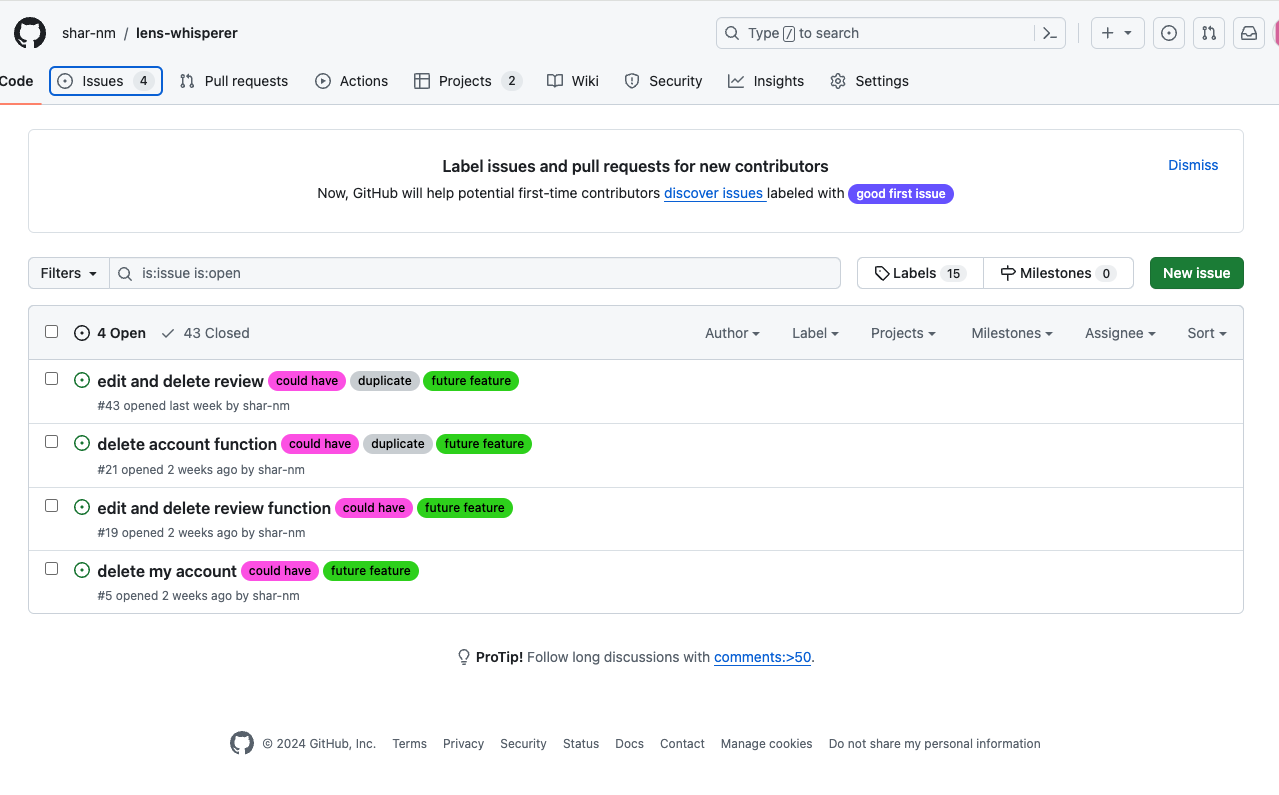 shar-nm / lens-whisperer
Type / to search
Code Issues 4 Pull requests Actions Projects 2 Wiki Security Insights Settings
Label issues and pull requests for new contributors
Dismiss
Now, GitHub will help potential first-time contributors discover issues labeled with good first issue
Filters is:issue is:open Labels 15 Milestones 0 New issue
4 Open 43 Closed Author Label Projects Milestones Assignee Sort
edit and delete review could have duplicate future feature
#43 opened last week by shar-nm
delete account function could have duplicate future feature
#21 opened 2 weeks ago by shar-nm
edit and delete review function could have future feature
#19 opened 2 weeks ago by shar-nm
delete my account could have future feature
#5 opened 2 weeks ago by shar-nm
ProTip! Follow long discussions with comments:>50.
© 2024 GitHub, Inc. Terms Privacy Security Status Docs Contact Manage cookies Do not share my personal information